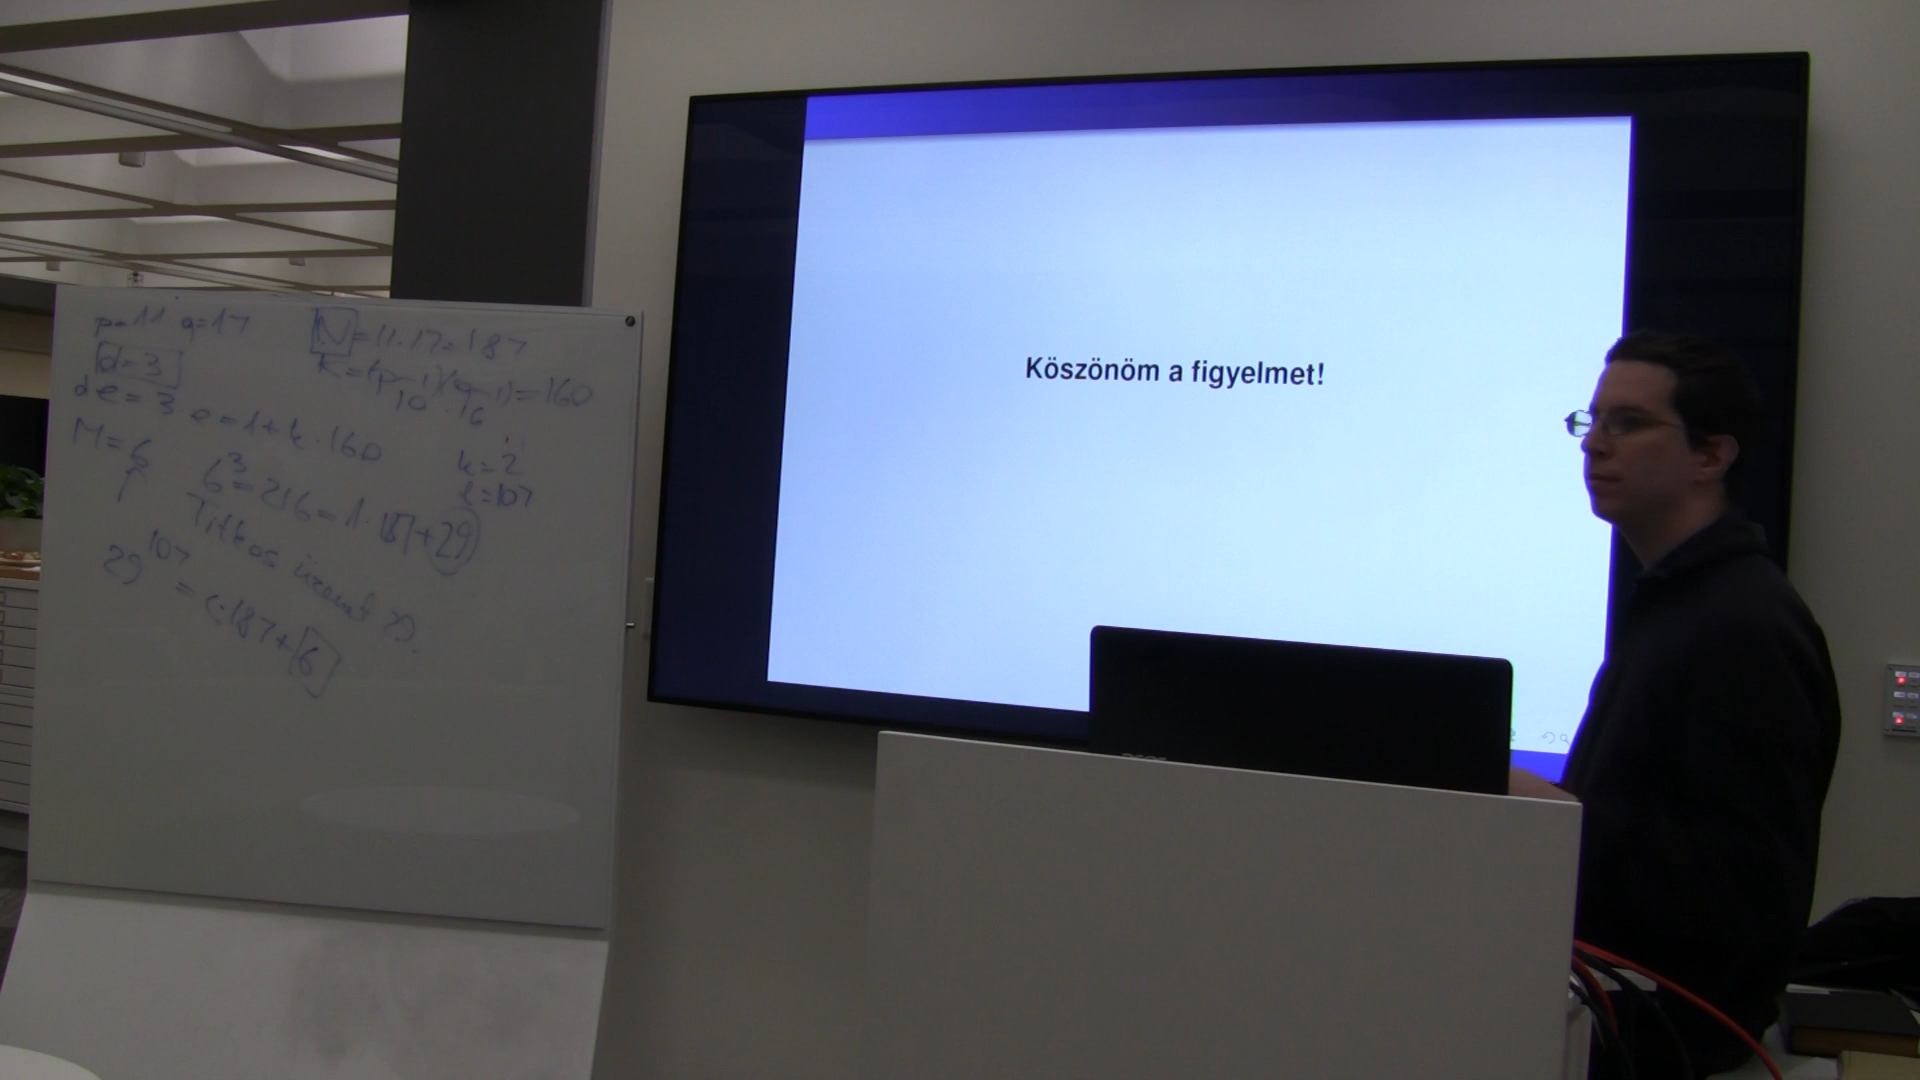 p=11 q=17
N=11·17=187
d=3
k=(p-1)(q-1)=160
10·16
de=3e=1+k·160
M=6
k=2
6³=216=1·187+29
e=107
Titkos üzenet 29.
29¹⁰⁷=c·187+6
Köszönöm a figyelmet!